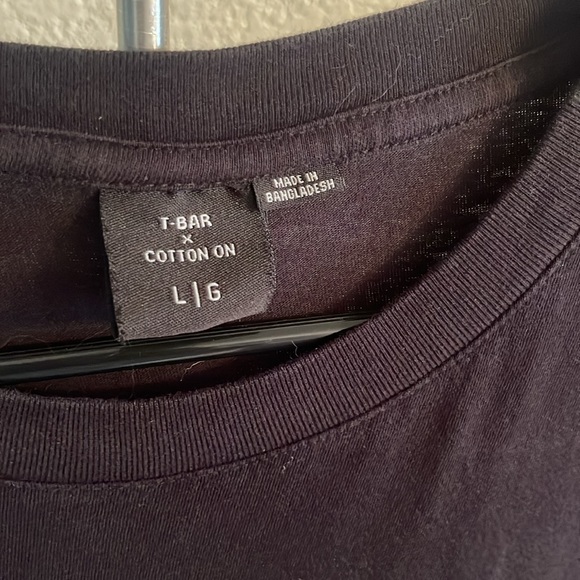 T-BAR
×
COTTON ON
L | G
MADE IN
BANGLADESH